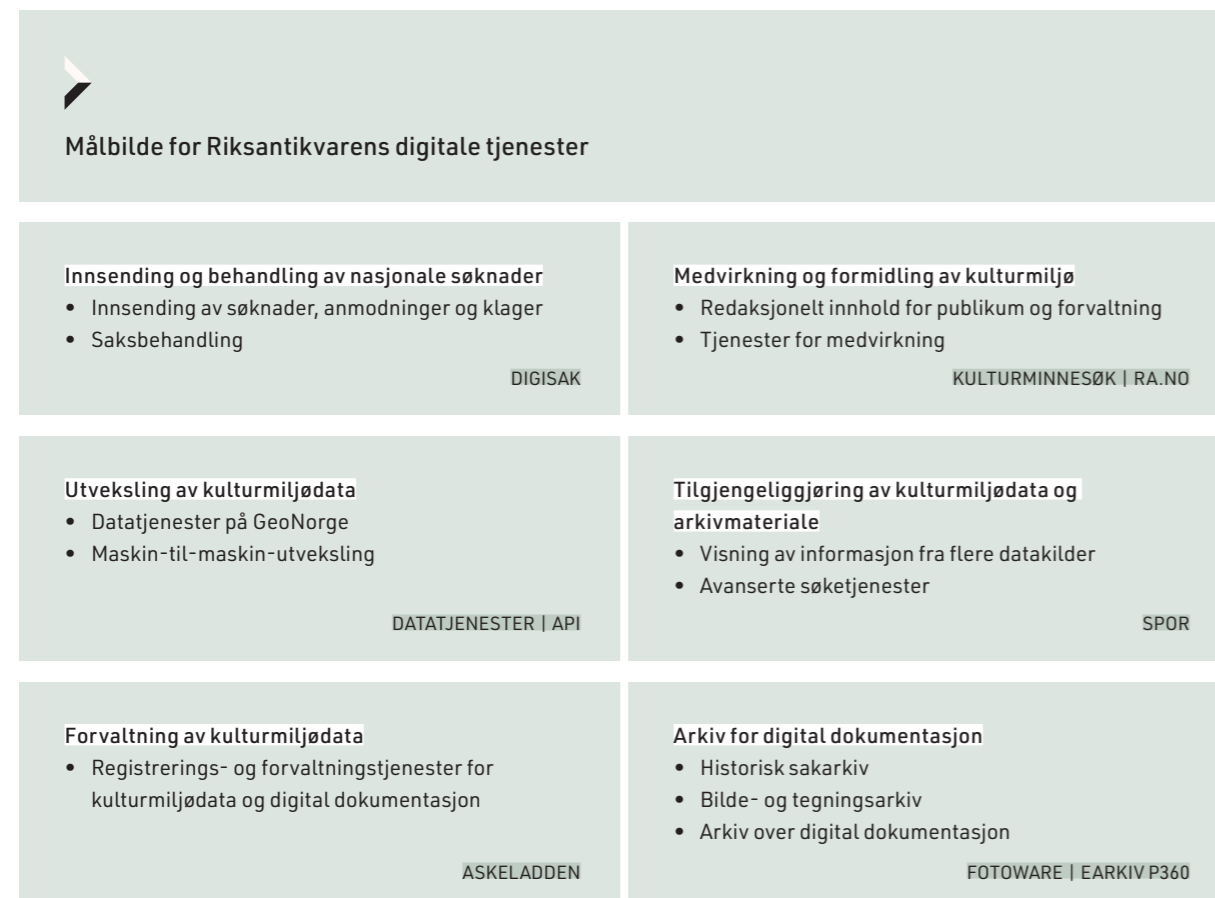 Målbilde for Riksantikvarens digitale tjenester
Innsending og behandling av nasjonale søknader
• Innsending av søknader, anmodninger og klager
• Saksbehandling
DIGISAK
Medvirkning og formidling av kulturmiljø
• Redaksjonelt innhold for publikum og forvaltning
• Tjenester for medvirkning
KULTURMINNESØK | RA.NO
Utveksling av kulturmiljødata
• Datatjenester på GeoNorge
• Maskin-til-maskin-utveksling
DATATJENESTER | API
Tilgjengeliggjøring av kulturmiljødata og
arkivmateriale
• Visning av informasjon fra flere datakilder
• Avanserte søketjenester
SPOR
Forvaltning av kulturmiljødata
• Registrerings- og forvaltningstjenester for
kulturmiljødata og digital dokumentasjon
ASKELADDEN
Arkiv for digital dokumentasjon
• Historisk sakarkiv
• Bilde- og tegningsarkiv
• Arkiv over digital dokumentasjon
FOTOWARE | EARKIV P360